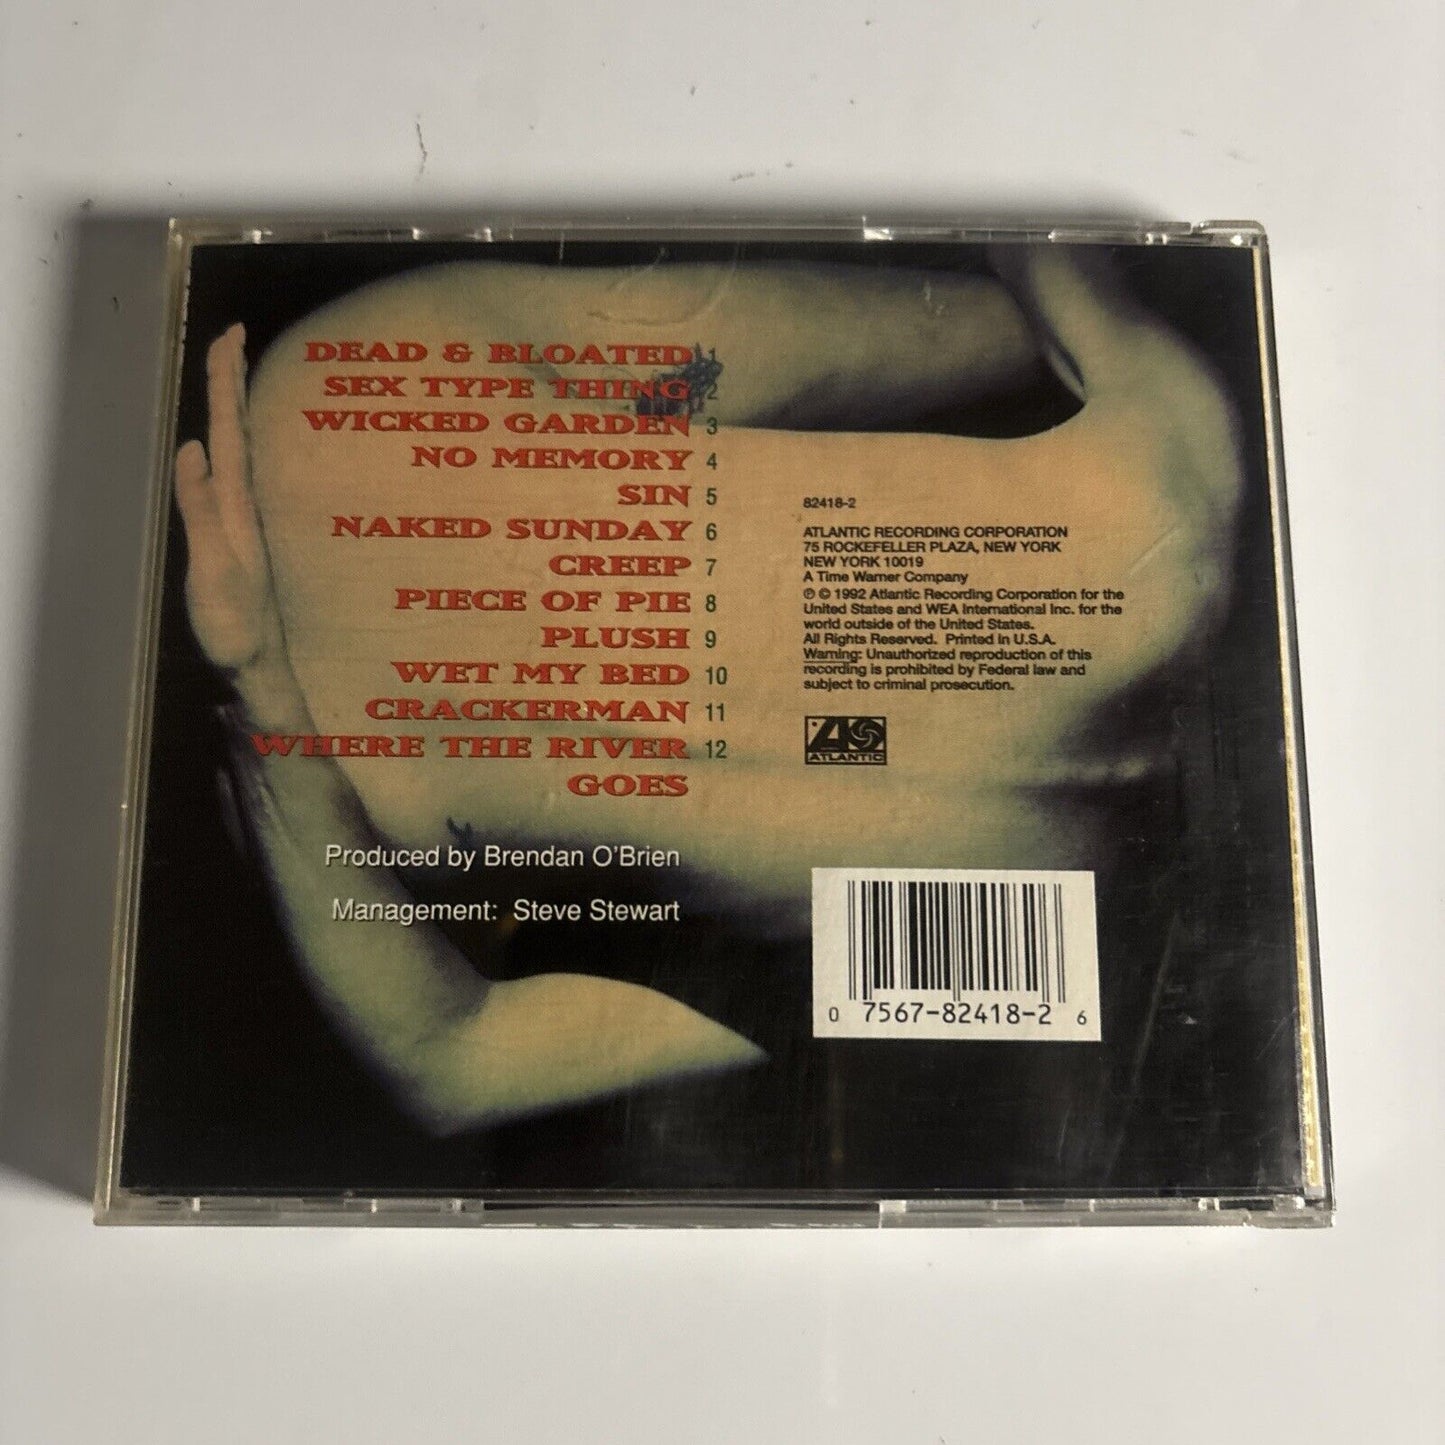 DEAD & BLOATED 1
SEX TYPE THING 2
WICKED GARDEN 3
NO MEMORY 4
SIN 5
NAKED SUNDAY 6
CREEP 7
PIECE OF PIE 8
PLUSH 9
WET MY BED 10
CRACKERMAN 11
WHERE THE RIVER 12
GOES
Produced by Brendan O'Brien
Management: Steve Stewart
82418-2
ATLANTIC RECORDING CORPORATION
75 ROCKEFELLER PLAZA, NEW YORK
NEW YORK 10019
A Time Warner Company
℗ © 1992 Atlantic Recording Corporation for the
United States and WEA International Inc. for the
world outside of the United States.
All Rights Reserved. Printed in U.S.A.
Warning: Unauthorized reproduction of this
recording is prohibited by Federal law and
subject to criminal prosecution.
ATLANTIC
0 7567-82418-2 6